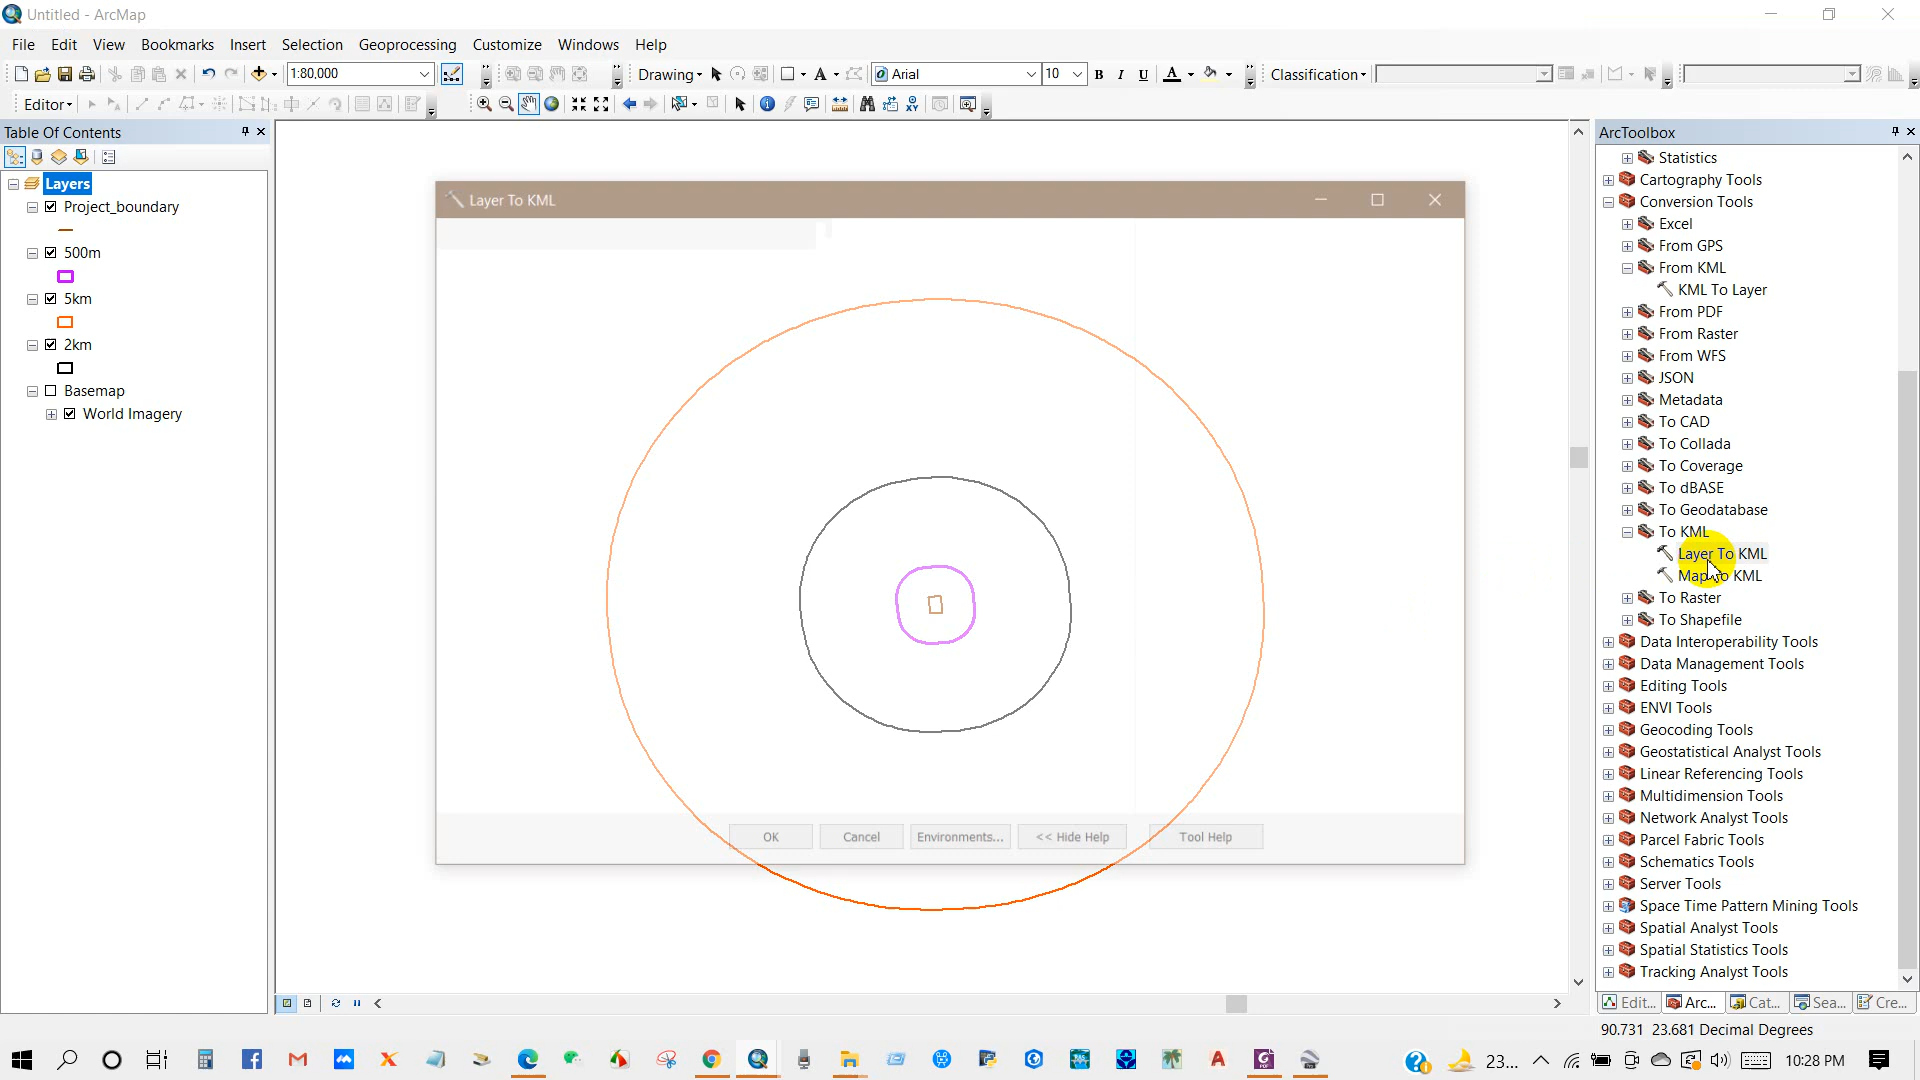 Untitled - ArcMap
File Edit View Bookmarks Insert Selection Geoprocessing Customize Windows Help
1:80,000 Drawing Arial 10 B I U A Classification
Editor
Table Of Contents
Layers
Project_boundary
500m
5km
2km
Basemap
World Imagery
Layer To KML
OK Cancel Environments... << Hide Help Tool Help
ArcToolbox
Statistics
Cartography Tools
Conversion Tools
Excel
From GPS
From KML
KML To Layer
From PDF
From Raster
From WFS
JSON
Metadata
To CAD
To Collada
To Coverage
To dBASE
To Geodatabase
To KML
Layer To KML
Map To KML
To Raster
To Shapefile
Data Interoperability Tools
Data Management Tools
Editing Tools
ENVI Tools
Geocoding Tools
Geostatistical Analyst Tools
Linear Referencing Tools
Multidimension Tools
Network Analyst Tools
Parcel Fabric Tools
Schematics Tools
Server Tools
Space Time Pattern Mining Tools
Spatial Analyst Tools
Spatial Statistics Tools
Tracking Analyst Tools
Edit... Arc... Cat... Sea... Cre...
90.731 23.681 Decimal Degrees
23... 10:28 PM